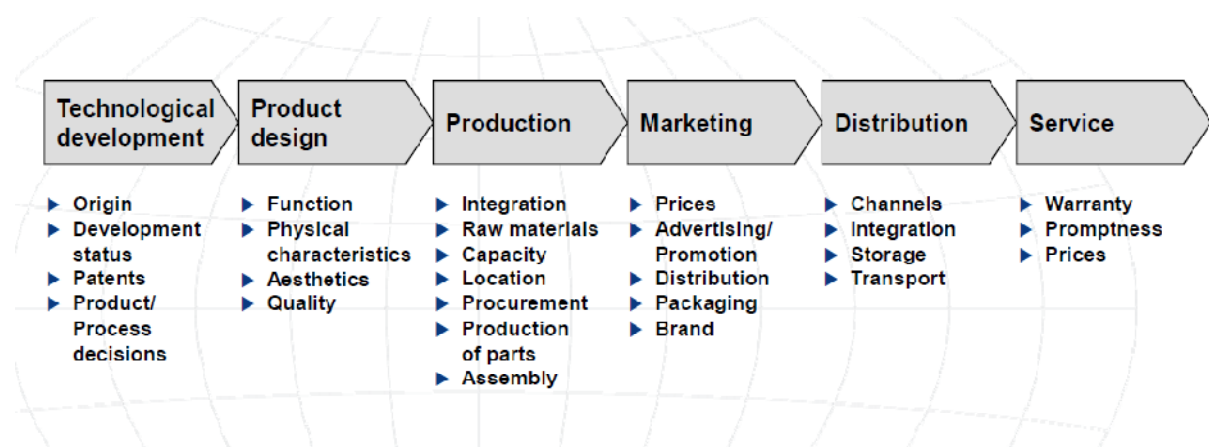 Technological
development
Product
design
Production
Marketing
Distribution
Service
Origin
Development
status
Patents
Product/
Process
decisions
Function
Physical
characteristics
Aesthetics
Quality
Integration
Raw materials
Capacity
Location
Procurement
Production
of parts
Assembly
Prices
Advertising/
Promotion
Distribution
Packaging
Brand
Channels
Integration
Storage
Transport
Warranty
Promptness
Prices